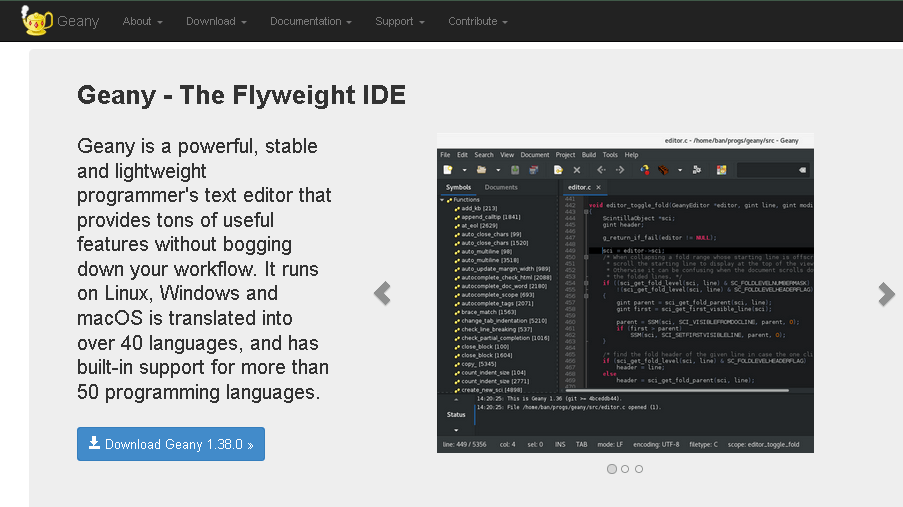 Geany About Download Documentation Support Contribute
Geany - The Flyweight IDE
Geany is a powerful, stable
and lightweight
programmer's text editor that
provides tons of useful
features without bogging
down your workflow. It runs
on Linux, Windows and
macOS is translated into
over 40 languages, and has
built-in support for more than
50 programming languages.
Download Geany 1.38.0 »
editor.c - /home/ban/progs/geany/src - Geany
File Edit Search View Document Project Build Tools Help
Symbols Documents
Functions
add_kb [213]
append_calltip [1841]
at_eol [2629]
auto_close_chars [99]
auto_close_chars [1520]
auto_multiline [98]
auto_multiline [3518]
auto_update_margin_width [989]
autocomplete_check_html [2088]
autocomplete_doc_word [2180]
autocomplete_scope [693]
autocomplete_tags [2071]
brace_match [1563]
change_tab_indentation [5210]
check_line_breaking [537]
check_partial_completion [1016]
close_block [100]
close_block [1604]
copy_ [5345]
count_indent_size [104]
count_indent_size [2771]
create_new_sci [4898]
editor.c ×
441
442 void editor_toggle_fold(GeanyEditor *editor, gint line, gint modi
443 {
444 ScintillaObject *sci;
445 gint header;
446
447 g_return_if_fail(editor != NULL);
448
449 sci = editor->sci;
450 /* When collapsing a fold range whose starting line is offscr
451 * scroll the starting line to display at the top of the view
452 * Otherwise it can be confusing when the document scrolls do
453 * the folded lines. */
454 if ((sci_get_fold_level(sci, line) & SC_FOLDLEVELNUMBERMASK)
455 !(sci_get_fold_level(sci, line) & SC_FOLDLEVELHEADERFLAG)
456 {
457 gint parent = sci_get_fold_parent(sci, line);
458 gint first = sci_get_first_visible_line(sci);
459
460 parent = SSM(sci, SCI_VISIBLEFROMDOCLINE, parent, 0);
461 if (first > parent)
462 SSM(sci, SCI_SETFIRSTVISIBLELINE, parent, 0);
463 }
464
465 /* find the fold header of the given line in case the one cli
466 if (sci_get_fold_level(sci, line) & SC_FOLDLEVELHEADERFLAG)
467 header = line;
468 else
469 header = sci_get_fold_parent(sci, line);
Status
14:20:25: This is Geany 1.36 (git >= 4bceddb44).
14:20:25: File /home/ban/progs/geany/src/editor.c opened (1).
line: 449 / 5356 col: 4 sel: 0 INS TAB mode: LF encoding: UTF-8 filetype: C scope: editor_toggle_fold